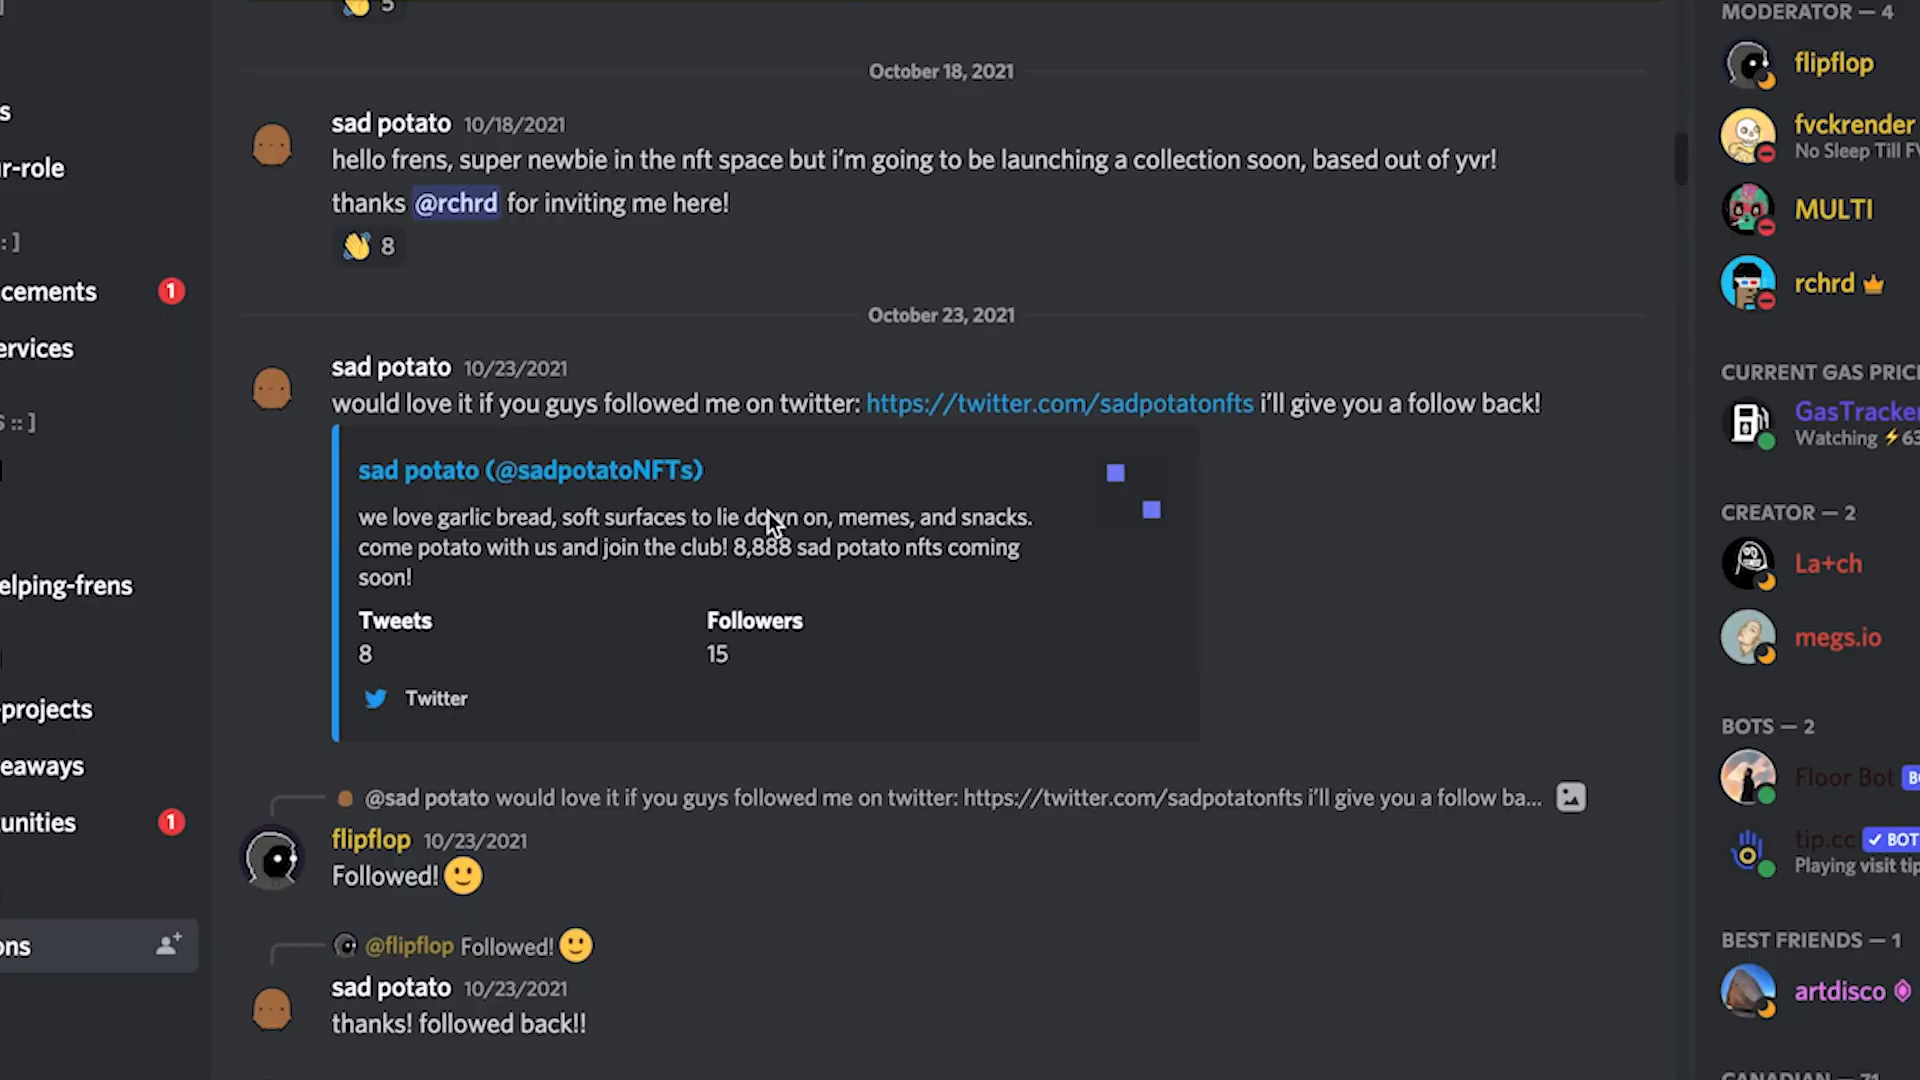 5
October 18, 2021
sad potato 10/18/2021
hello frens, super newbie in the nft space but i'm going to be launching a collection soon, based out of yvr!
thanks @rchrd for inviting me here!
8
October 23, 2021
sad potato 10/23/2021
would love it if you guys followed me on twitter: https://twitter.com/sadpotatonfts i'll give you a follow back!
sad potato (@sadpotatoNFTs)
we love garlic bread, soft surfaces to lie down on, memes, and snacks.
come potato with us and join the club! 8,888 sad potato nfts coming
soon!
Tweets Followers
8 15
Twitter
@sad potato would love it if you guys followed me on twitter: https://twitter.com/sadpotatonfts i'll give you a follow ba...
flipflop 10/23/2021
Followed!
@flipflop Followed!
sad potato 10/23/2021
thanks! followed back!!
s
r-role
: ]
cements 1
ervices
S :: ]
elping-frens
projects
eaways
unities 1
ons
MODERATOR — 4
flipflop
fvckrender
No Sleep Till FV
MULTI
rchrd
CURRENT GAS PRIC
GasTracker
Watching ⚡63
CREATOR — 2
La+ch
megs.io
BOTS — 2
Floor Bot B
tip.cc ✓ BOT
Playing visit tip
BEST FRIENDS — 1
artdisco
CANADIAN — 71